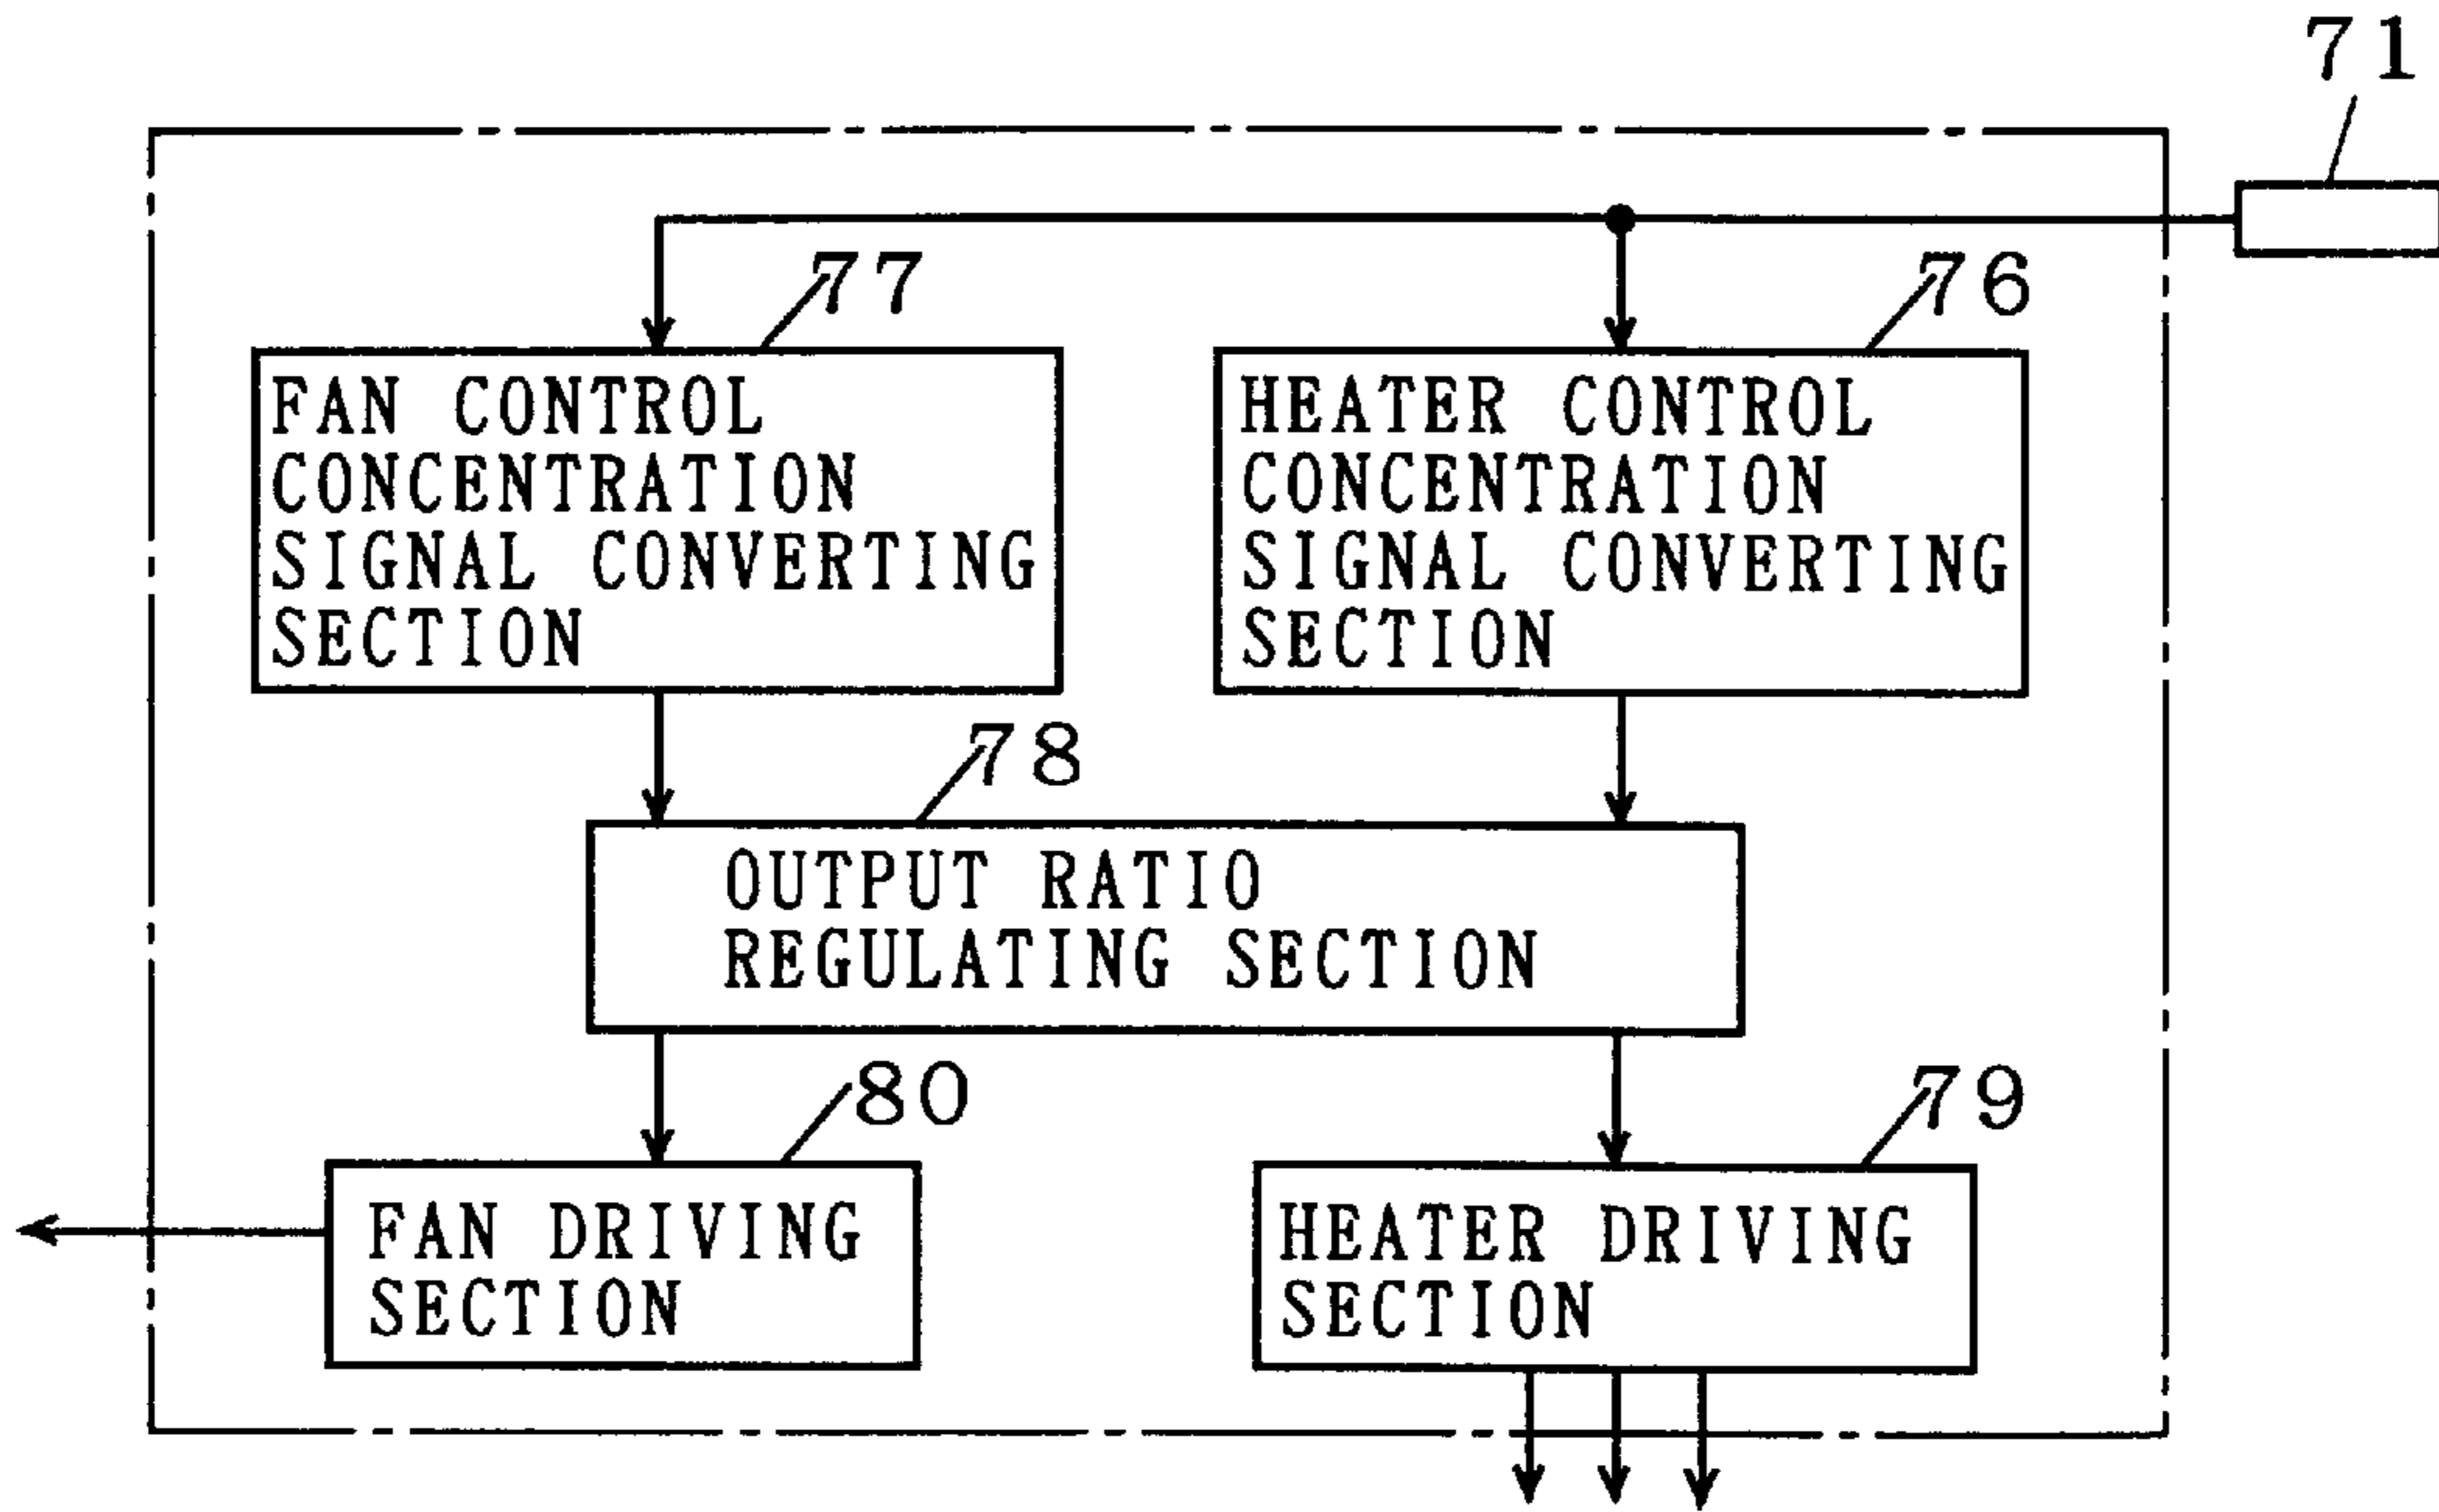 71
77
76
FAN CONTROL
CONCENTRATION
SIGNAL CONVERTING
SECTION
HEATER CONTROL
CONCENTRATION
SIGNAL CONVERTING
SECTION
78
OUTPUT RATIO
REGULATING SECTION
80
79
FAN DRIVING
SECTION
HEATER DRIVING
SECTION